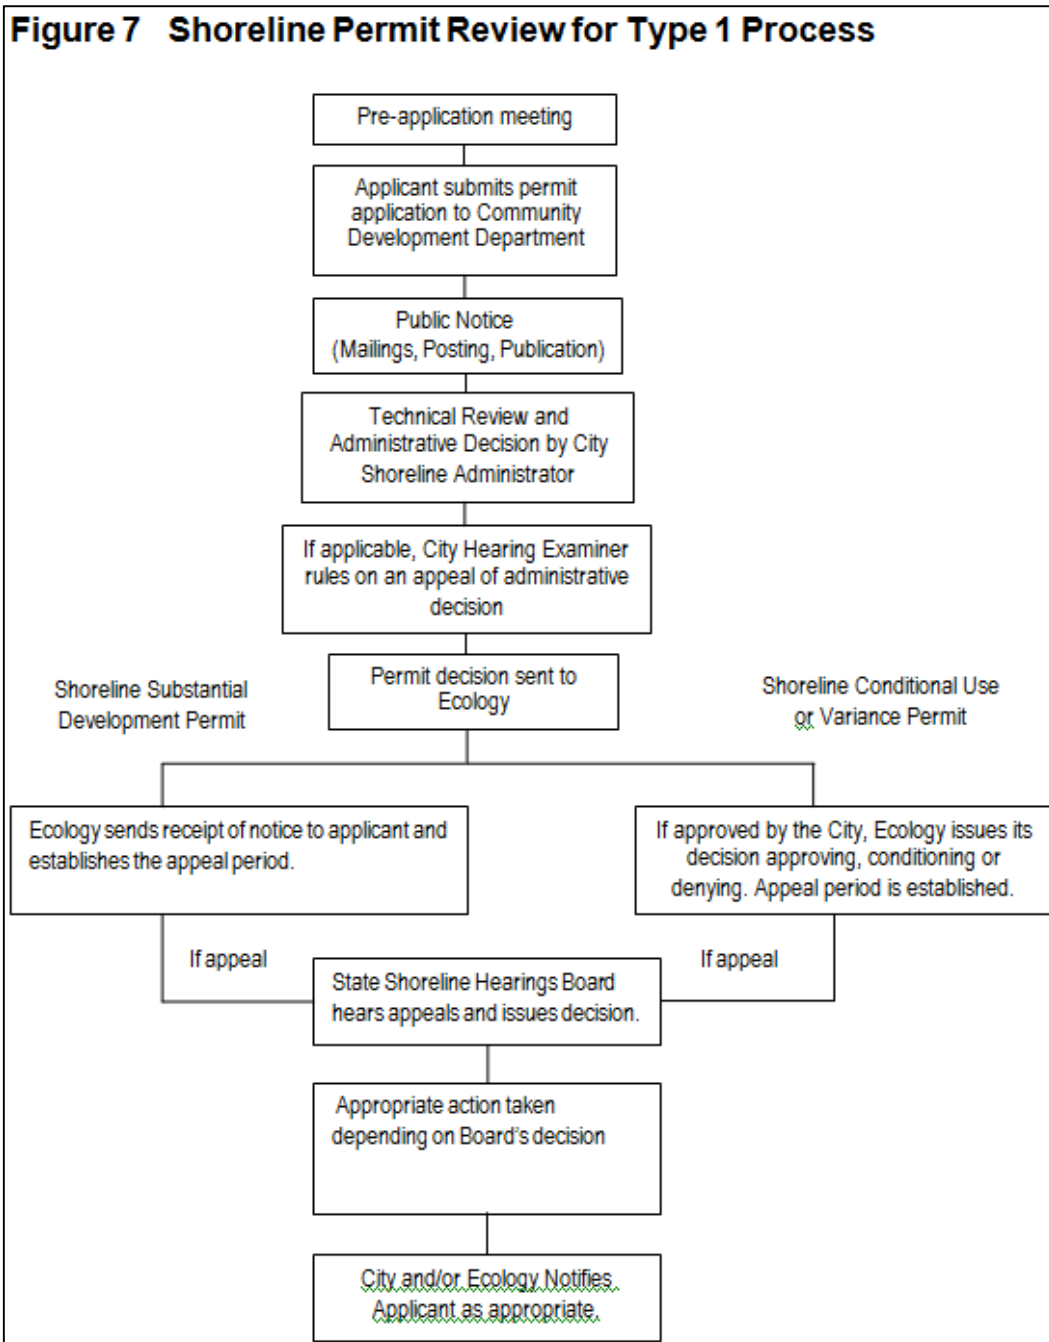 Figure 7 Shoreline Permit Review for Type 1 Process
Pre-application meeting
Applicant submits permit
application to Community
Development Department
Public Notice
(Mailings, Posting, Publication)
Technical Review and
Administrative Decision by City
Shoreline Administrator
If applicable, City Hearing Examiner
rules on an appeal of administrative
decision
Permit decision sent to
Ecology
Shoreline Substantial
Development Permit
Shoreline Conditional Use
or Variance Permit
Ecology sends receipt of notice to applicant and
establishes the appeal period.
If approved by the City, Ecology issues its
decision approving, conditioning or
denying. Appeal period is established.
If appeal
If appeal
State Shoreline Hearings Board
hears appeals and issues decision.
Appropriate action taken
depending on Board's decision
City and/or Ecology Notifies
Applicant as appropriate.